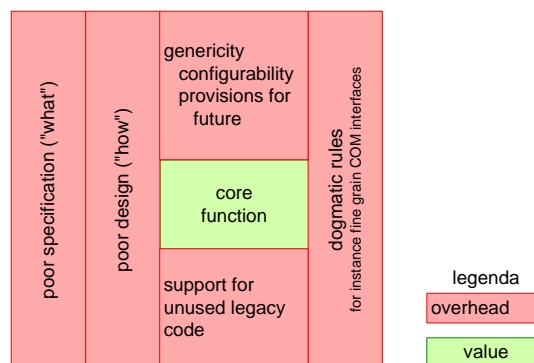 poor specification ("what")
poor design ("how")
genericity
configurability
provisions for
future
core
function
support for
unused legacy
code
dogmatic rules
for instance fine grain COM interfaces
legenda
overhead
value